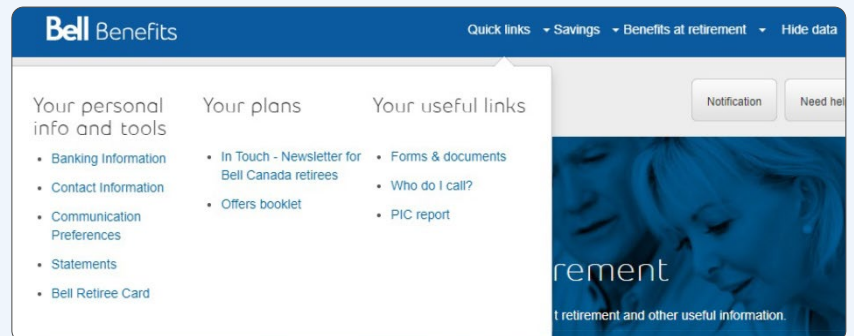 Bell Benefits
Quick links Savings Benefits at retirement Hide data
Notification
Need
Your personal
info and tools
Banking Information
Contact Information
Communication
Preferences
Statements
Bell Retiree Card
Your plans
In Touch - Newsletter for
Bell Canada retirees
Offers booklet
Your useful links
Forms & documents
Who do I call?
PIC report
retirement and other useful information.